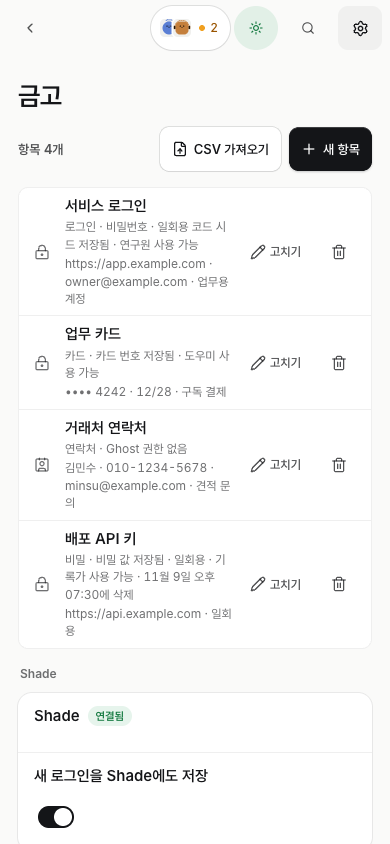 2
금고
항목 4개
CSV 가져오기
새 항목
서비스 로그인
로그인 · 비밀번호 · 일회용 코드 시
드 저장됨 · 연구원 사용 가능
https://app.example.com ·
owner@example.com · 업무용
계정
고치기
업무 카드
카드 · 카드 번호 저장됨 · 도우미 사
용 가능
•••• 4242 · 12/28 · 구독 결제
고치기
거래처 연락처
연락처 · Ghost 권한 없음
김민수 · 010-1234-5678 ·
minsu@example.com · 견적 문
의
고치기
배포 API 키
비밀 · 비밀 값 저장됨 · 일회용 · 기
록가 사용 가능 · 11월 9일 오후
07:30에 삭제
https://api.example.com · 일회
용
고치기
Shade
Shade 연결됨
새 로그인을 Shade에도 저장